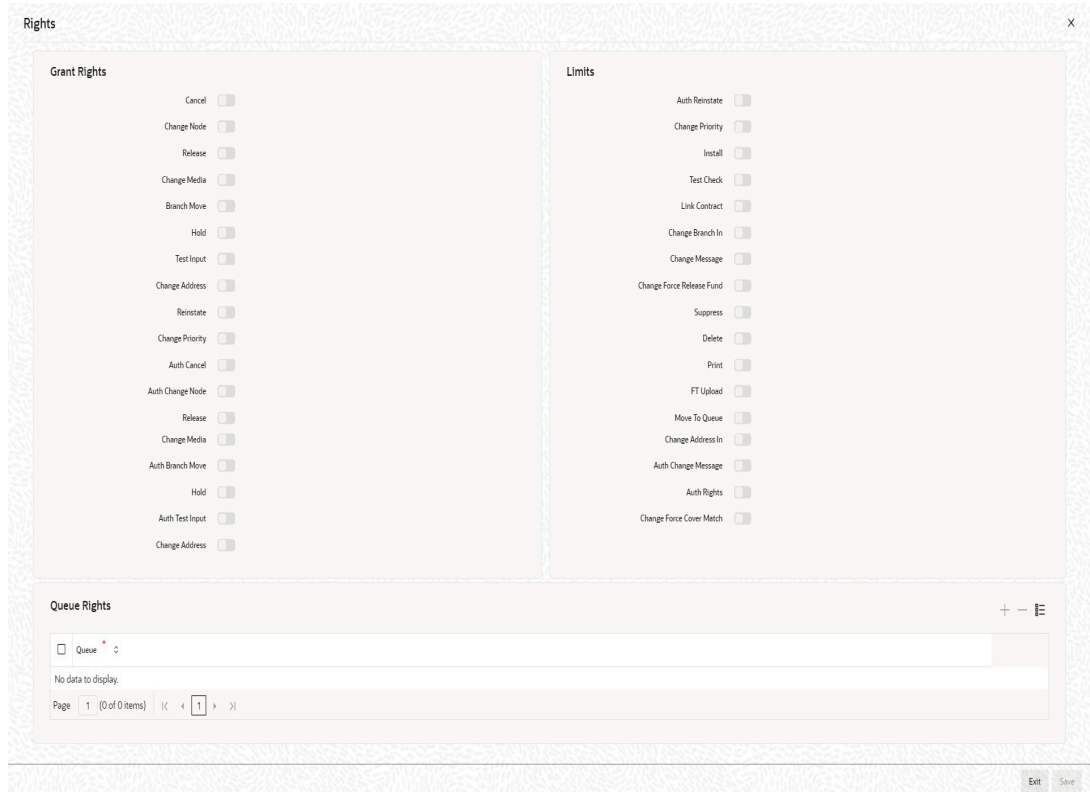 Rights
X
Grant Rights
Cancel
Change Node
Release
Change Media
Branch Move
Hold
Test Input
Change Address
Reinstate
Change Priority
Auth Cancel
Auth Change Node
Release
Change Media
Auth Branch Move
Hold
Auth Test Input
Change Address
Limits
Auth Reinstate
Change Priority
Install
Test Check
Link Contract
Change Branch In
Change Message
Change Force Release Fund
Suppress
Delete
Print
FT Upload
Move To Queue
Change Address In
Auth Change Message
Auth Rights
Change Force Cover Match
Queue Rights
Queue *
No data to display.
Page 1 (0 of 0 items) 1
Exit Save